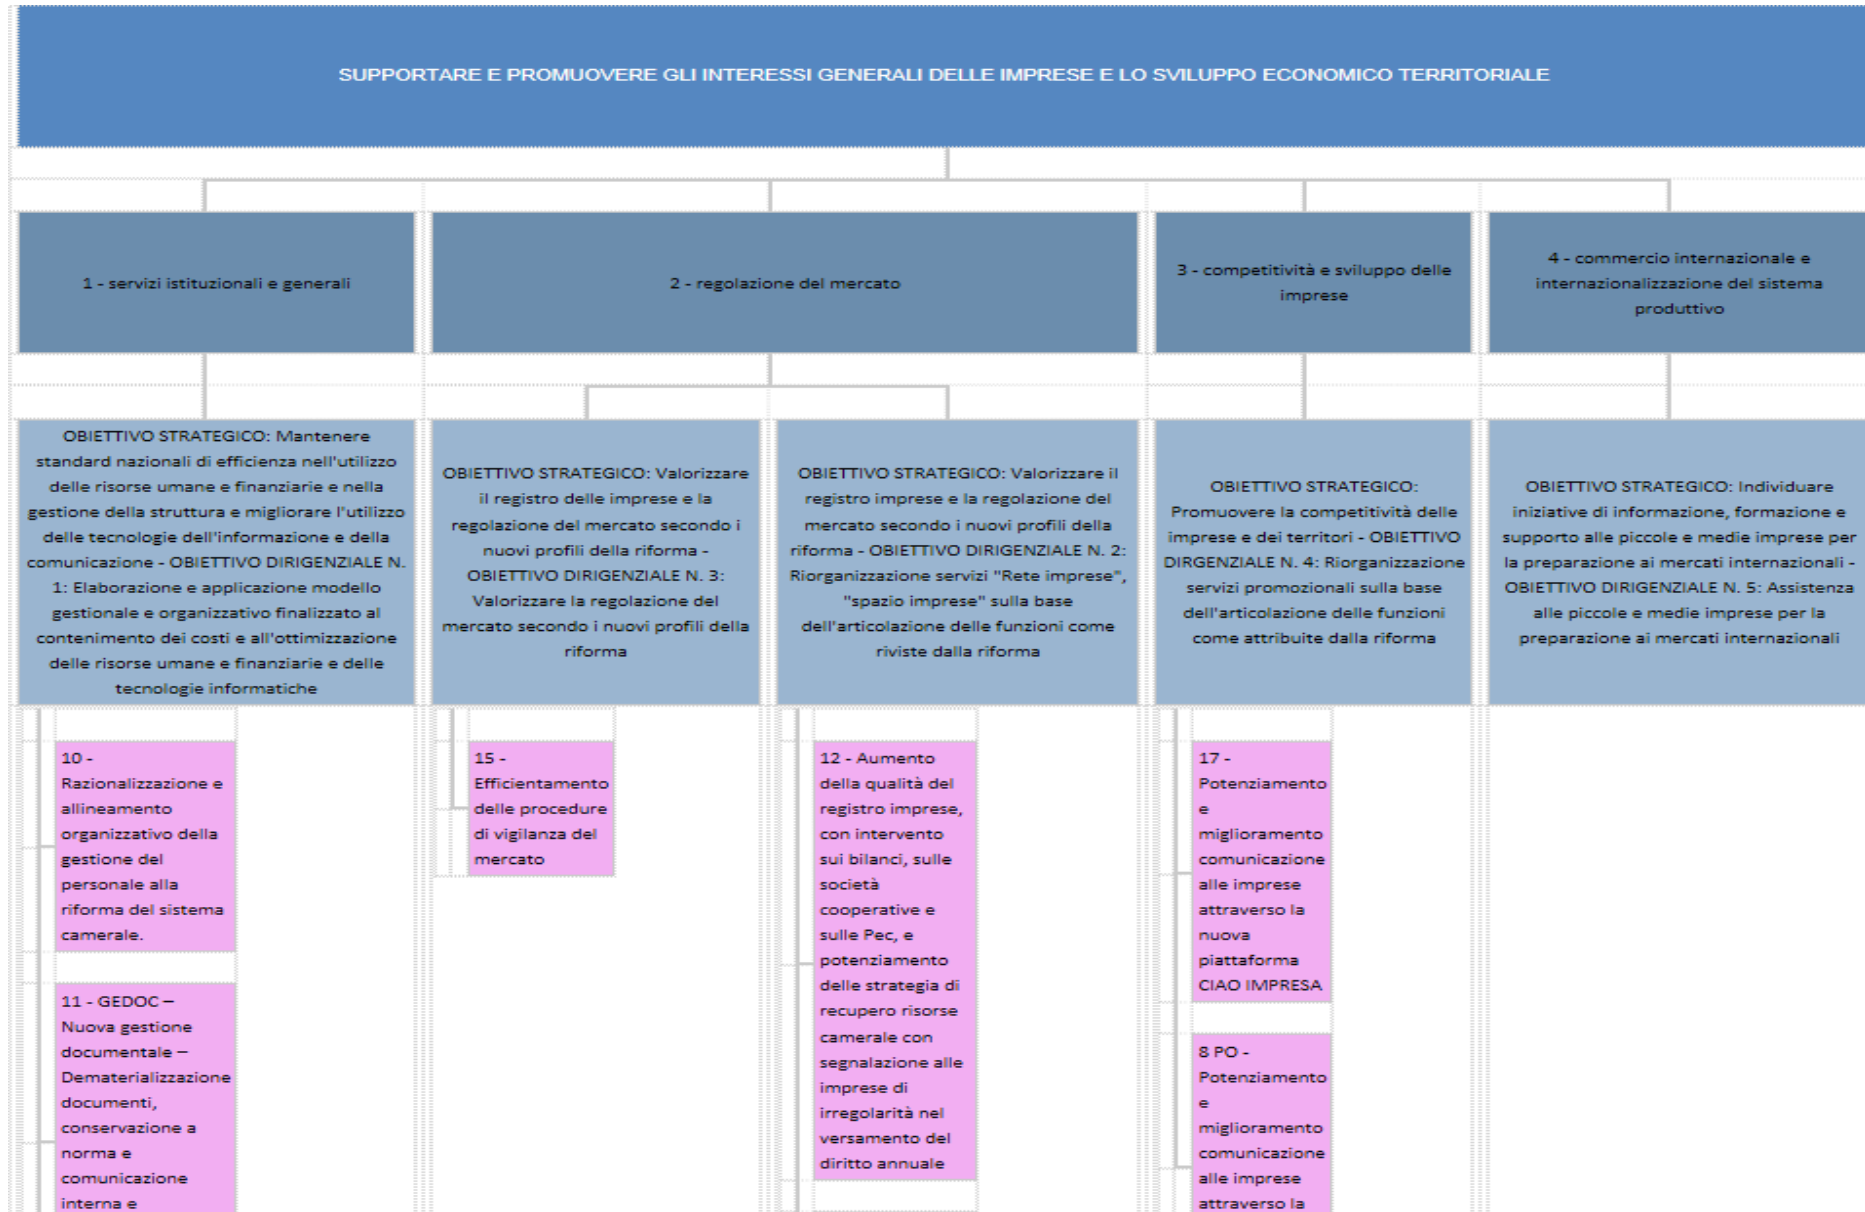 SUPPORTARE E PROMUOVERE GLI INTERESSI GENERALI DELLE IMPRESE E LO SVILUPPO ECONOMICO TERRITORIALE
1 - servizi istituzionali e generali
2 - regolazione del mercato
3 - competitività e sviluppo delle
imprese
4 - commercio internazionale e
internazionalizzazione del sistema
produttivo
OBIETTIVO STRATEGICO: Mantenere
standard nazionali di efficienza nell'utilizzo
delle risorse umane e finanziarie e nella
gestione della struttura e migliorare l'utilizzo
delle tecnologie dell'informazione e della
comunicazione - OBIETTIVO DIRIGENZIALE N.
1: Elaborazione e applicazione modello
gestionale e organizzativo finalizzato al
contenimento dei costi e all'ottimizzazione
delle risorse umane e finanziarie e delle
tecnologie informatiche
OBIETTIVO STRATEGICO: Valorizzare
il registro delle imprese e la
regolazione del mercato secondo i
nuovi profili della riforma -
OBIETTIVO DIRIGENZIALE N. 3:
Valorizzare la regolazione del
mercato secondo i nuovi profili della
riforma
OBIETTIVO STRATEGICO: Valorizzare il
registro imprese e la regolazione del
mercato secondo i nuovi profili della
riforma - OBIETTIVO DIRIGENZIALE N. 2:
Riorganizzazione servizi "Rete imprese",
"spazio imprese" sulla base
dell'articolazione delle funzioni come
riviste dalla riforma
OBIETTIVO STRATEGICO:
Promuovere la competitività delle
imprese e dei territori - OBIETTIVO
DIRGENZIALE N. 4: Riorganizzazione
servizi promozionali sulla base
dell'articolazione delle funzioni
come attribuite dalla riforma
OBIETTIVO STRATEGICO: Individuare
iniziative di informazione, formazione e
supporto alle piccole e medie imprese per
la preparazione ai mercati internazionali -
OBIETTIVO DIRIGENZIALE N. 5: Assistenza
alle piccole e medie imprese per la
preparazione ai mercati internazionali
10 -
Razionalizzazione e
allineamento
organizzativo della
gestione del
personale alla
riforma del sistema
camerale.
11 - GEDOC –
Nuova gestione
documentale –
Dematerializzazione
documenti,
conservazione a
norma e
comunicazione
interna e
15 -
Efficientamento
delle procedure
di vigilanza del
mercato
12 - Aumento
della qualità del
registro imprese,
con intervento
sui bilanci, sulle
società
cooperative e
sulle Pec, e
potenziamento
delle strategia di
recupero risorse
camerale con
segnalazione alle
imprese di
irregolarità nel
versamento del
diritto annuale
17 -
Potenziamento
e
miglioramento
comunicazione
alle imprese
attraverso la
nuova
piattaforma
CIAO IMPRESA
8 PO -
Potenziamento
e
miglioramento
comunicazione
alle imprese
attraverso la